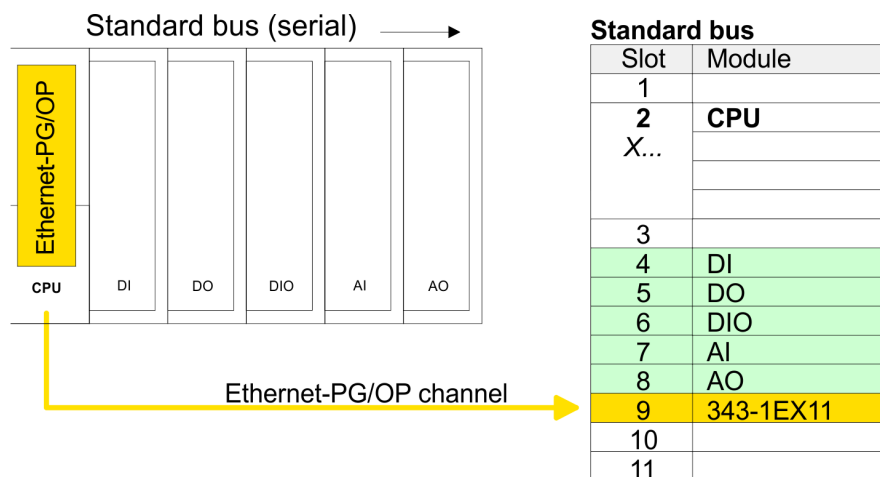 Standard bus (serial)
Ethernet-PG/OP
CPU
DI
DO
DIO
AI
AO
Ethernet-PG/OP channel
Standard bus
Slot Module
1
2 CPU
X...
3
4 DI
5 DO
6 DIO
7 AI
8 AO
9 343-1EX11
10
11